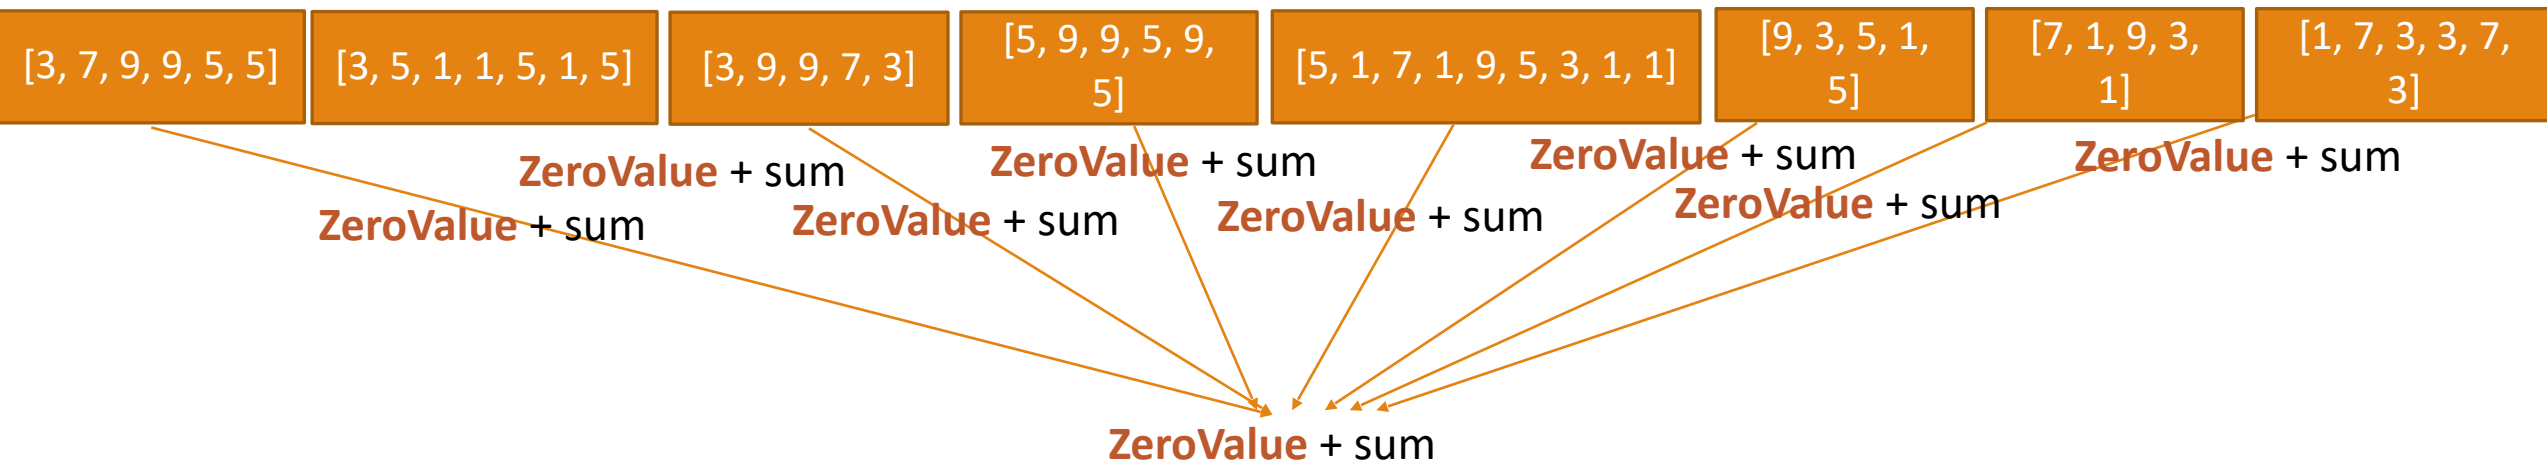 [3, 7, 9, 9, 5, 5]
[3, 5, 1, 1, 5, 1, 5]
[3, 9, 9, 7, 3]
[5, 9, 9, 5, 9,
5]
[5, 1, 7, 1, 9, 5, 3, 1, 1]
[9, 3, 5, 1,
5]
[7, 1, 9, 3,
1]
[1, 7, 3, 3, 7,
3]
ZeroValue + sum
ZeroValue + sum
ZeroValue + sum
ZeroValue + sum
ZeroValue + sum
ZeroValue + sum
ZeroValue + sum
ZeroValue + sum
ZeroValue + sum